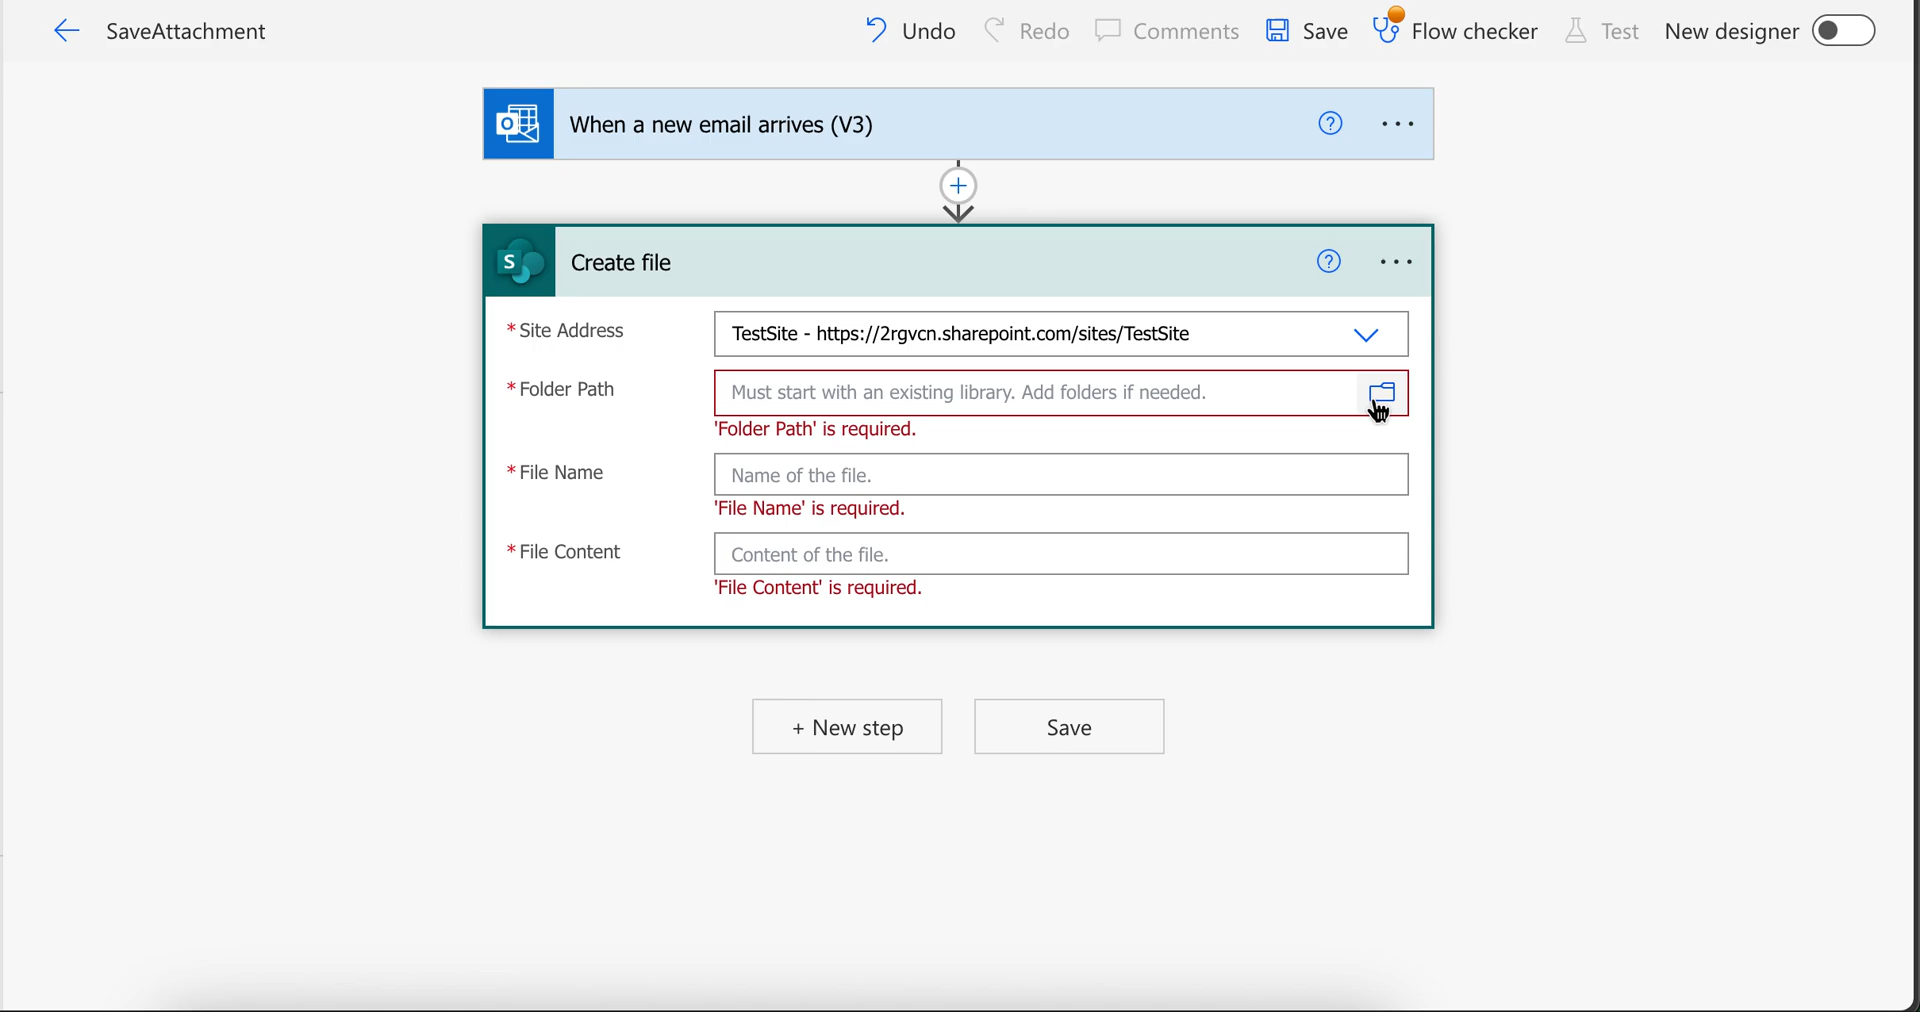 SaveAttachment
Undo
Redo
Comments
Save
Flow checker
Test
New designer
When a new email arrives (V3)
Create file
* Site Address
TestSite - https://2rgvcn.sharepoint.com/sites/TestSite
* Folder Path
Must start with an existing library. Add folders if needed.
'Folder Path' is required.
* File Name
Name of the file.
'File Name' is required.
* File Content
Content of the file.
'File Content' is required.
+ New step
Save